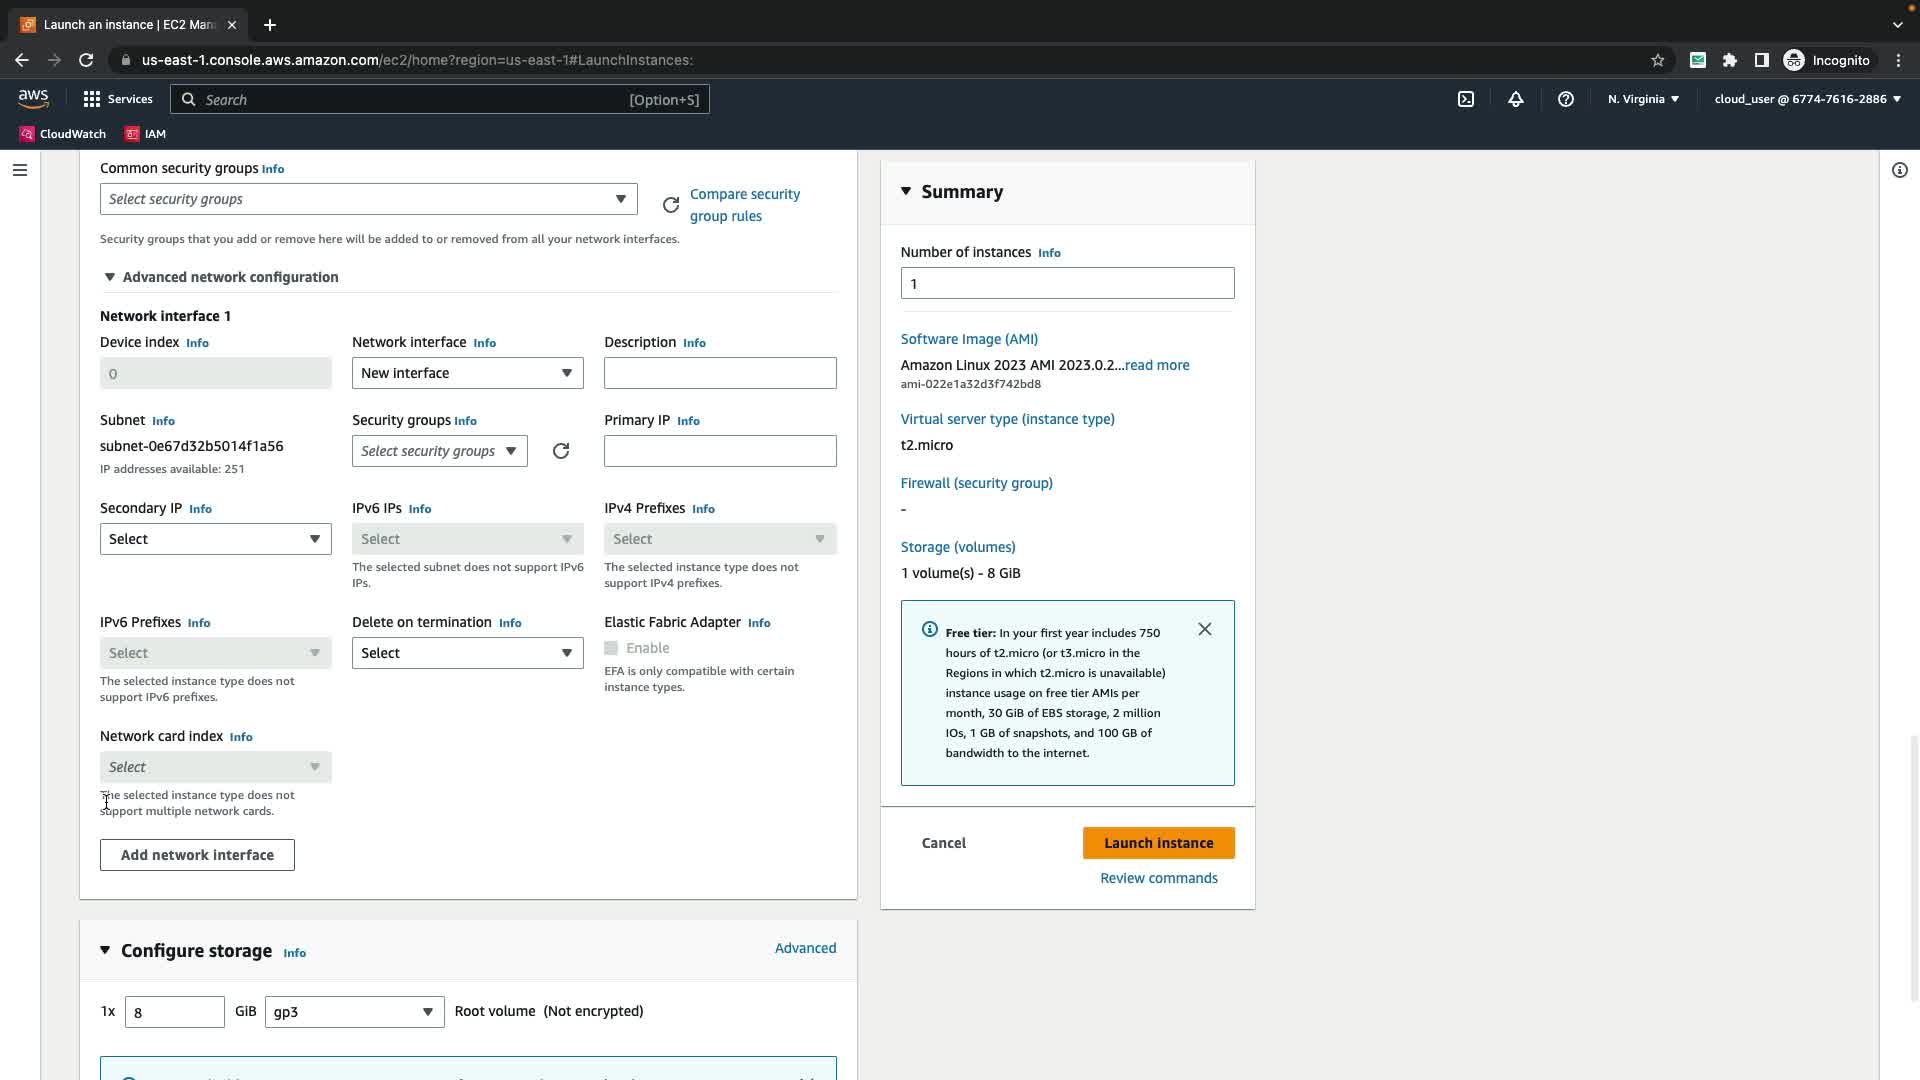 Launch an instance | EC2 Man
us-east-1.console.aws.amazon.com/ec2/home?region=us-east-1#LaunchInstances:
Incognito
aws
Services
Search
[Option+S]
N. Virginia
cloud_user @ 6774-7616-2886
CloudWatch
IAM
Common security groups Info
Select security groups
Compare security
group rules
Security groups that you add or remove here will be added to or removed from all your network interfaces.
Advanced network configuration
Network interface 1
Device index Info
Network interface Info
Description Info
0
New interface
Subnet Info
Security groups Info
Primary IP Info
subnet-0e67d32b5014f1a56
Select security groups
IP addresses available: 251
Secondary IP Info
IPv6 IPs Info
IPv4 Prefixes Info
Select
Select
Select
The selected subnet does not support IPv6
IPs.
The selected instance type does not
support IPv4 prefixes.
IPv6 Prefixes Info
Delete on termination Info
Elastic Fabric Adapter Info
Select
Select
Enable
The selected instance type does not
support IPv6 prefixes.
EFA is only compatible with certain
instance types.
Network card index Info
Select
The selected instance type does not
support multiple network cards.
Add network interface
Configure storage Info
Advanced
1x 8 GiB gp3 Root volume (Not encrypted)
Summary
Number of instances Info
1
Software Image (AMI)
Amazon Linux 2023 AMI 2023.0.2...read more
ami-022e1a32d3f742bd8
Virtual server type (instance type)
t2.micro
Firewall (security group)
-
Storage (volumes)
1 volume(s) - 8 GiB
Free tier: In your first year includes 750
hours of t2.micro (or t3.micro in the
Regions in which t2.micro is unavailable)
instance usage on free tier AMIs per
month, 30 GiB of EBS storage, 2 million
IOs, 1 GB of snapshots, and 100 GB of
bandwidth to the internet.
Cancel
Launch instance
Review commands